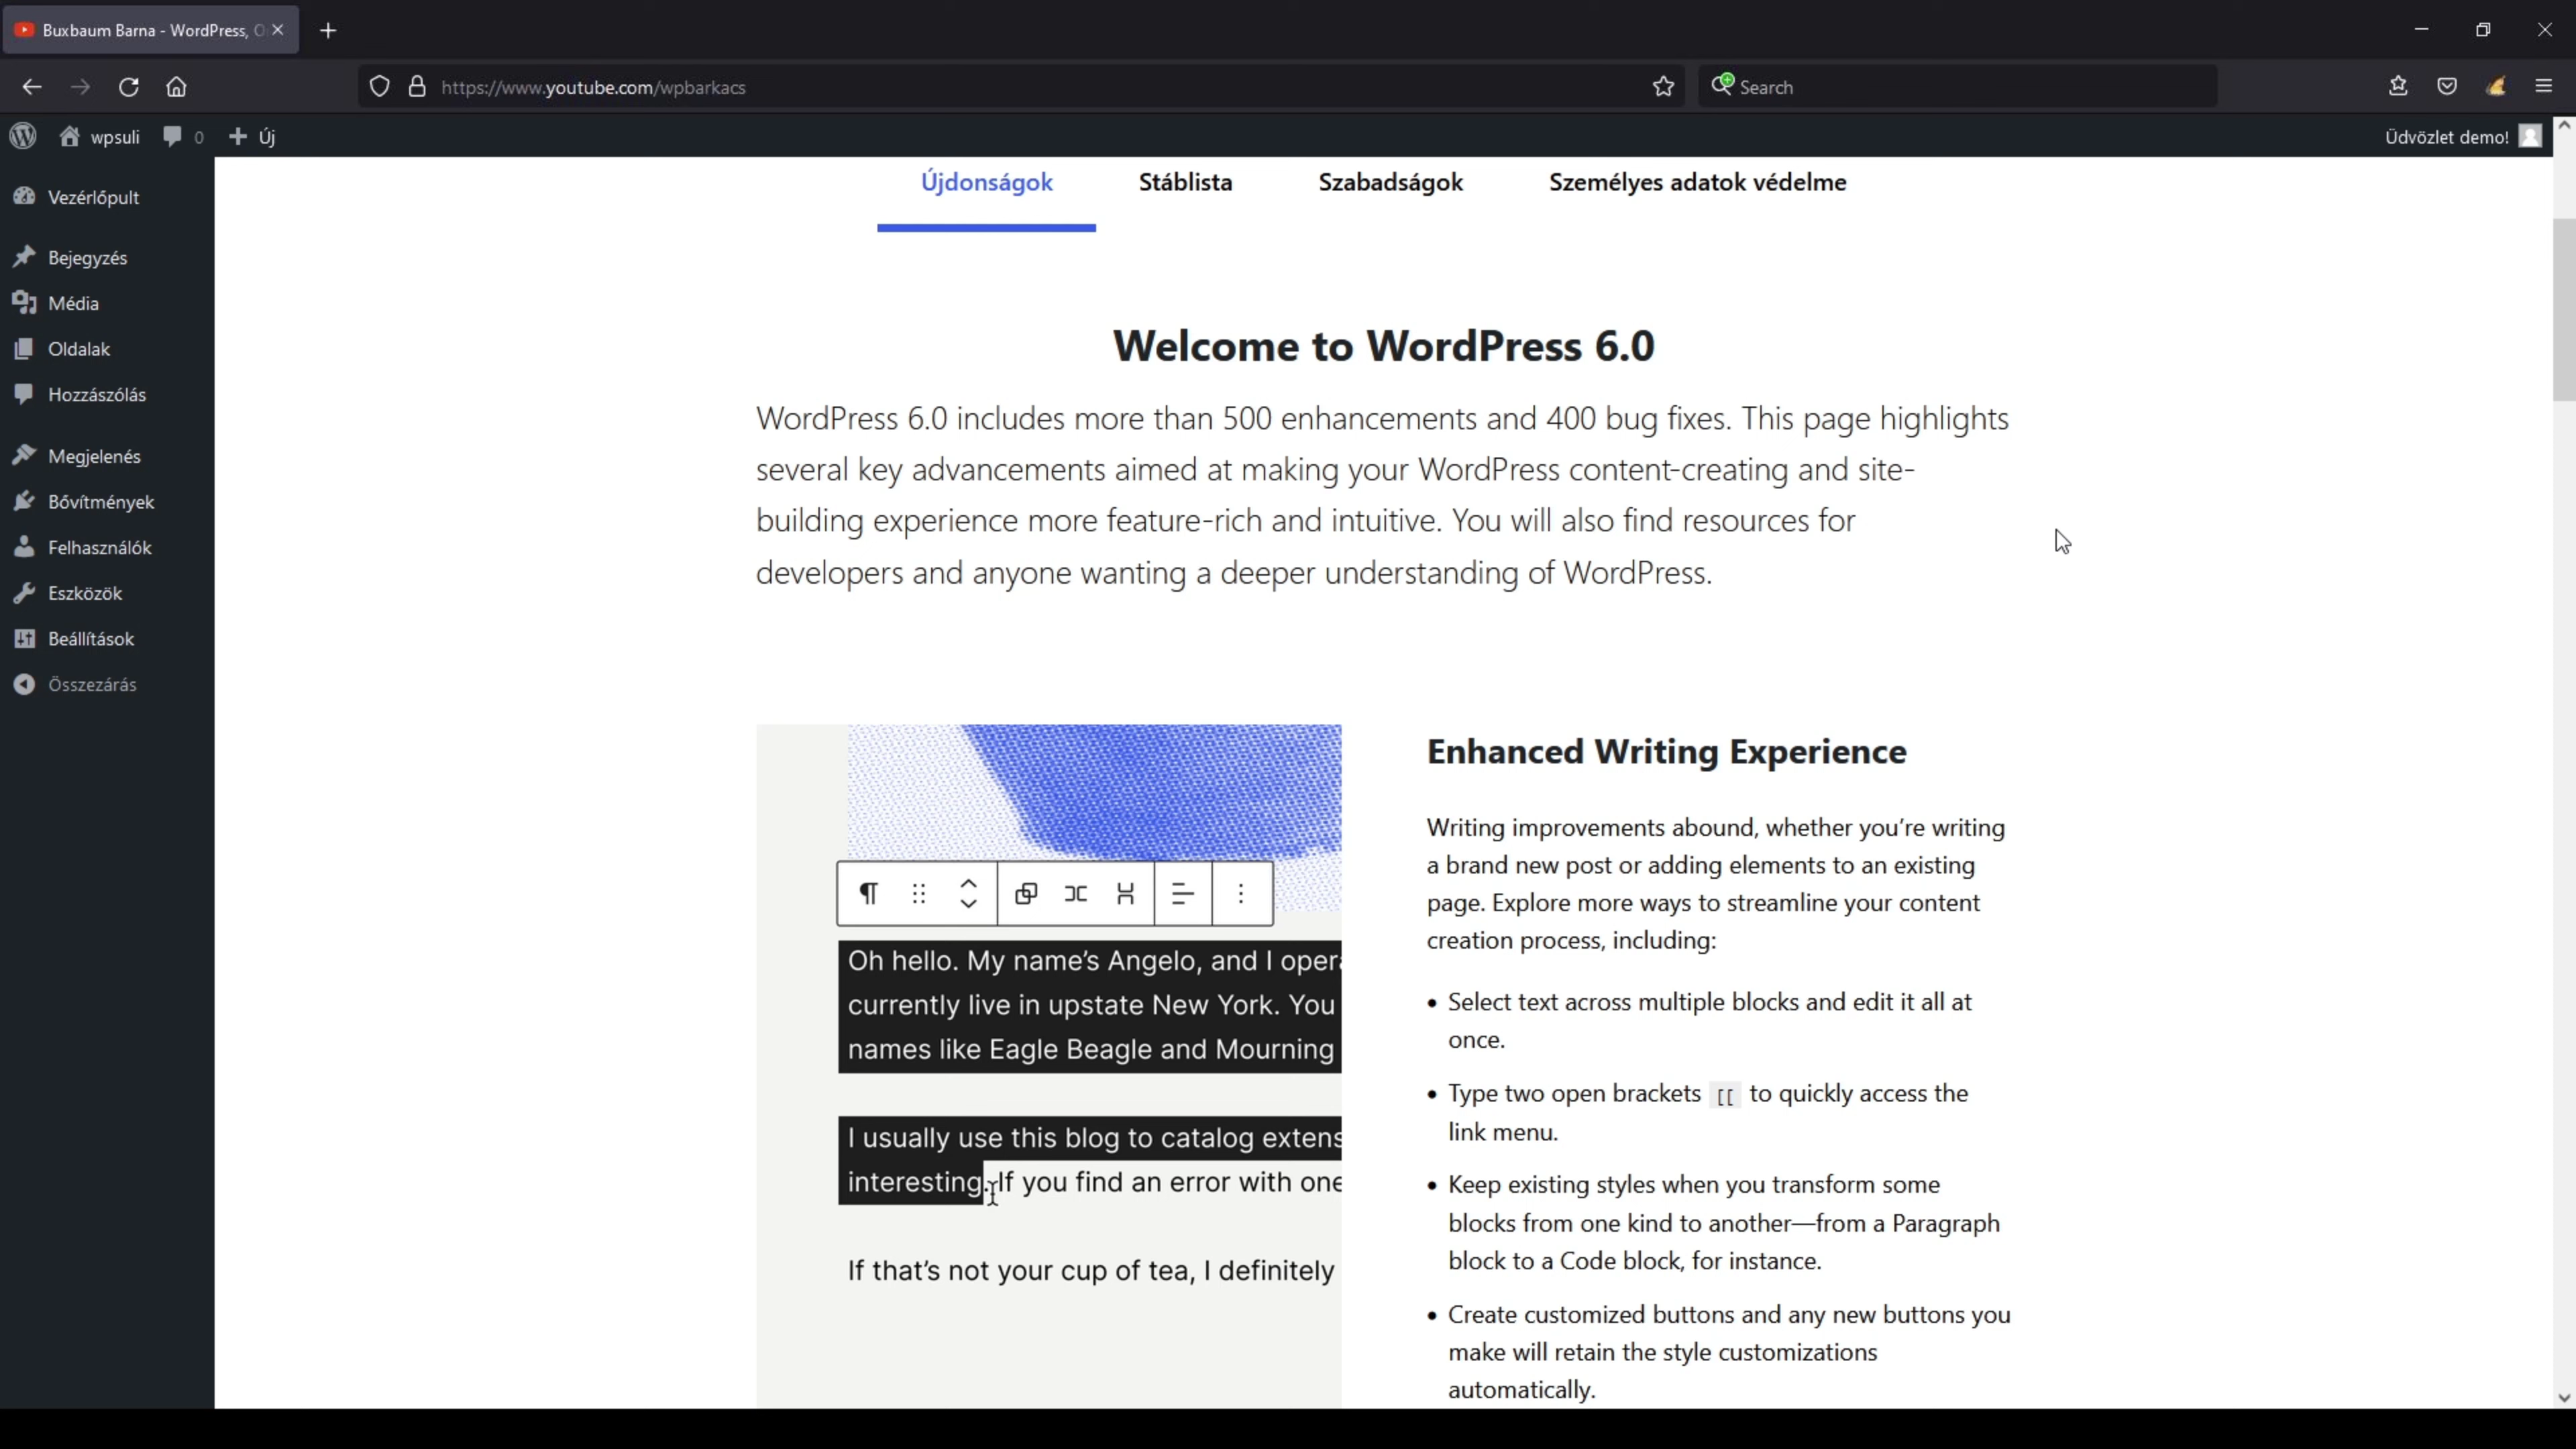 Buxbaum Barna - WordPress, O
https://www.youtube.com/wpbarkacs
Search
wpsuli
0
Új
Üdvözlet demo!
Vezérlőpult
Bejegyzés
Média
Oldalak
Hozzászólás
Megjelenés
Bővítmények
Felhasználók
Eszközök
Beállítások
Összezárás
Újdonságok
Stáblista
Szabadságok
Személyes adatok védelme
Welcome to WordPress 6.0
WordPress 6.0 includes more than 500 enhancements and 400 bug fixes. This page highlights
several key advancements aimed at making your WordPress content-creating and site-
building experience more feature-rich and intuitive. You will also find resources for
developers and anyone wanting a deeper understanding of WordPress.
Oh hello. My name’s Angelo, and I opera
currently live in upstate New York. You
names like Eagle Beagle and Mourning
I usually use this blog to catalog extens
interesting. If you find an error with one
If that’s not your cup of tea, I definitely
Enhanced Writing Experience
Writing improvements abound, whether you’re writing
a brand new post or adding elements to an existing
page. Explore more ways to streamline your content
creation process, including:
• Select text across multiple blocks and edit it all at
once.
• Type two open brackets [[ to quickly access the
link menu.
• Keep existing styles when you transform some
blocks from one kind to another—from a Paragraph
block to a Code block, for instance.
• Create customized buttons and any new buttons you
make will retain the style customizations
automatically.